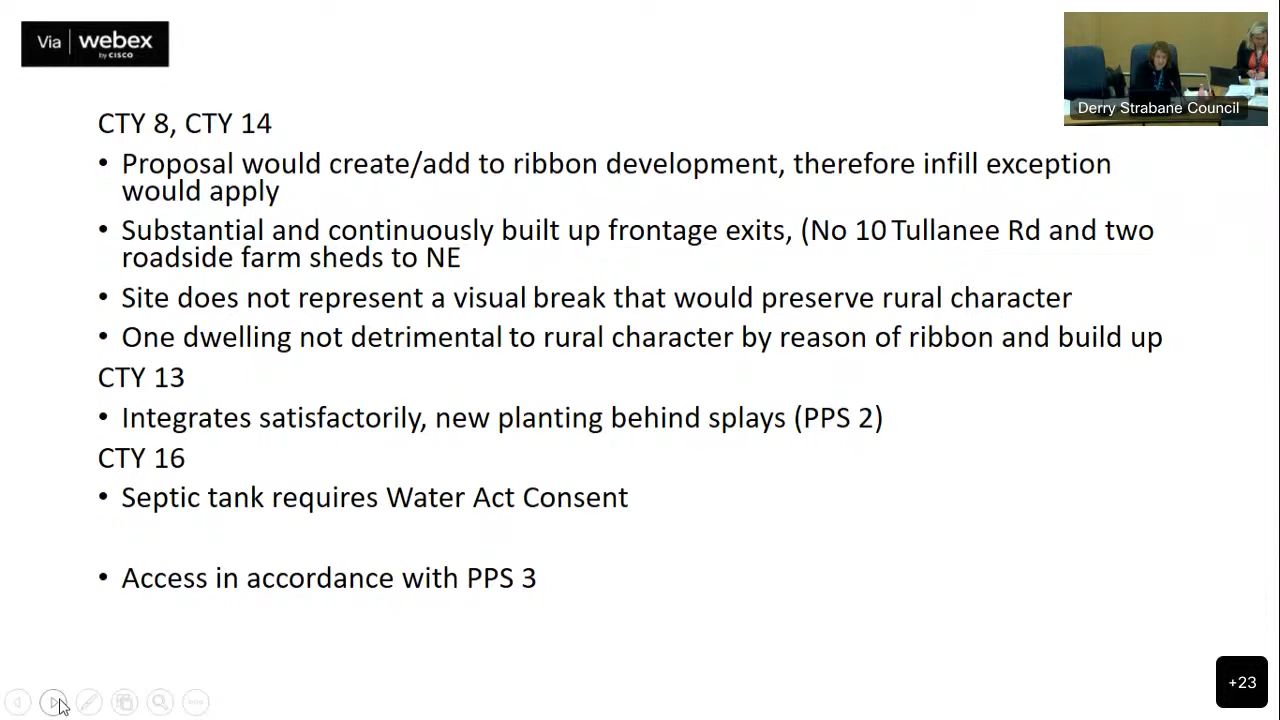 Via webex
by CISCO
Derry Strabane Council
CTY 8, CTY 14
• Proposal would create/add to ribbon development, therefore infill exception
would apply
• Substantial and continuously built up frontage exits, (No 10 Tullanee Rd and two
roadside farm sheds to NE
• Site does not represent a visual break that would preserve rural character
• One dwelling not detrimental to rural character by reason of ribbon and build up
CTY 13
• Integrates satisfactorily, new planting behind splays (PPS 2)
CTY 16
• Septic tank requires Water Act Consent
• Access in accordance with PPS 3
+23